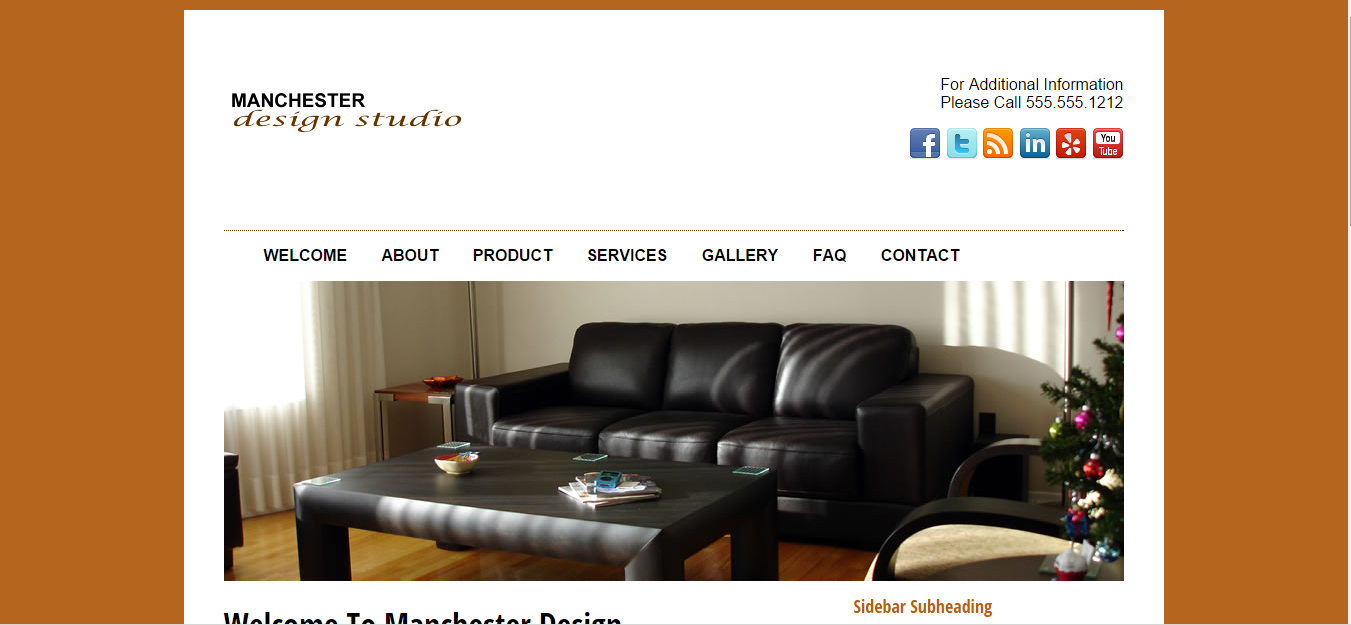 MANCHESTER
design studio
For Additional Information
Please Call 555.555.1212
f t in You
Tube
WELCOME ABOUT PRODUCT SERVICES GALLERY FAQ CONTACT
Sidebar Subheading
Welcome To Manchester Design